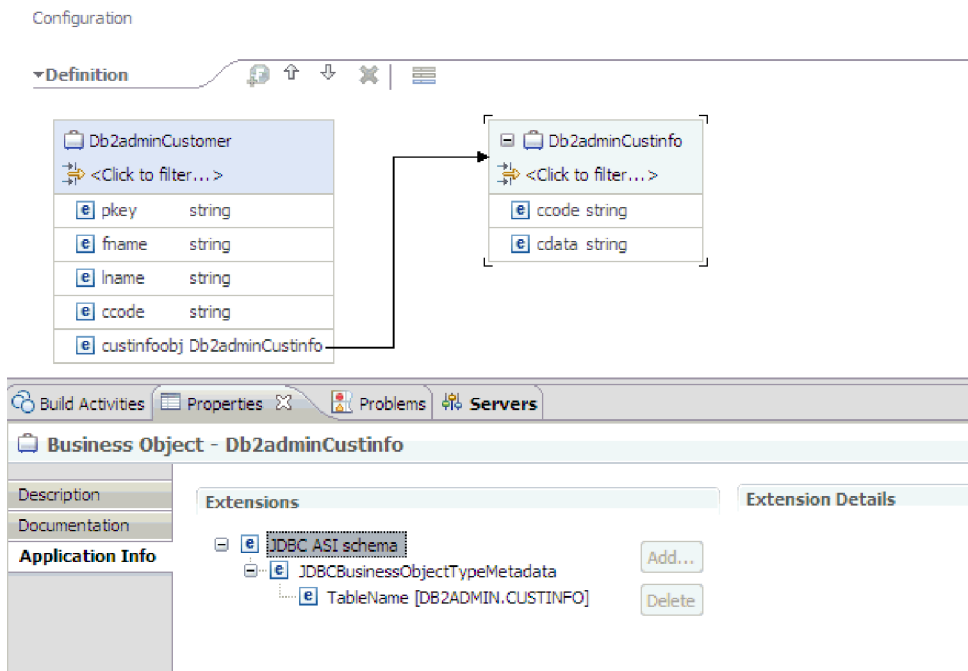 Configuration
Definition
Db2adminCustomer
<Click to filter...>
pkey string
fname string
lname string
ccode string
custinfoobj Db2adminCustinfo
Db2adminCustinfo
<Click to filter...>
ccode string
cdata string
Build Activities Properties Problems Servers
Business Object - Db2adminCustinfo
Description
Documentation
Application Info
Extensions
JDBC ASI schema
JDBCBusinessObjectTypeMetadata
TableName [DB2ADMIN.CUSTINFO]
Add...
Delete
Extension Details